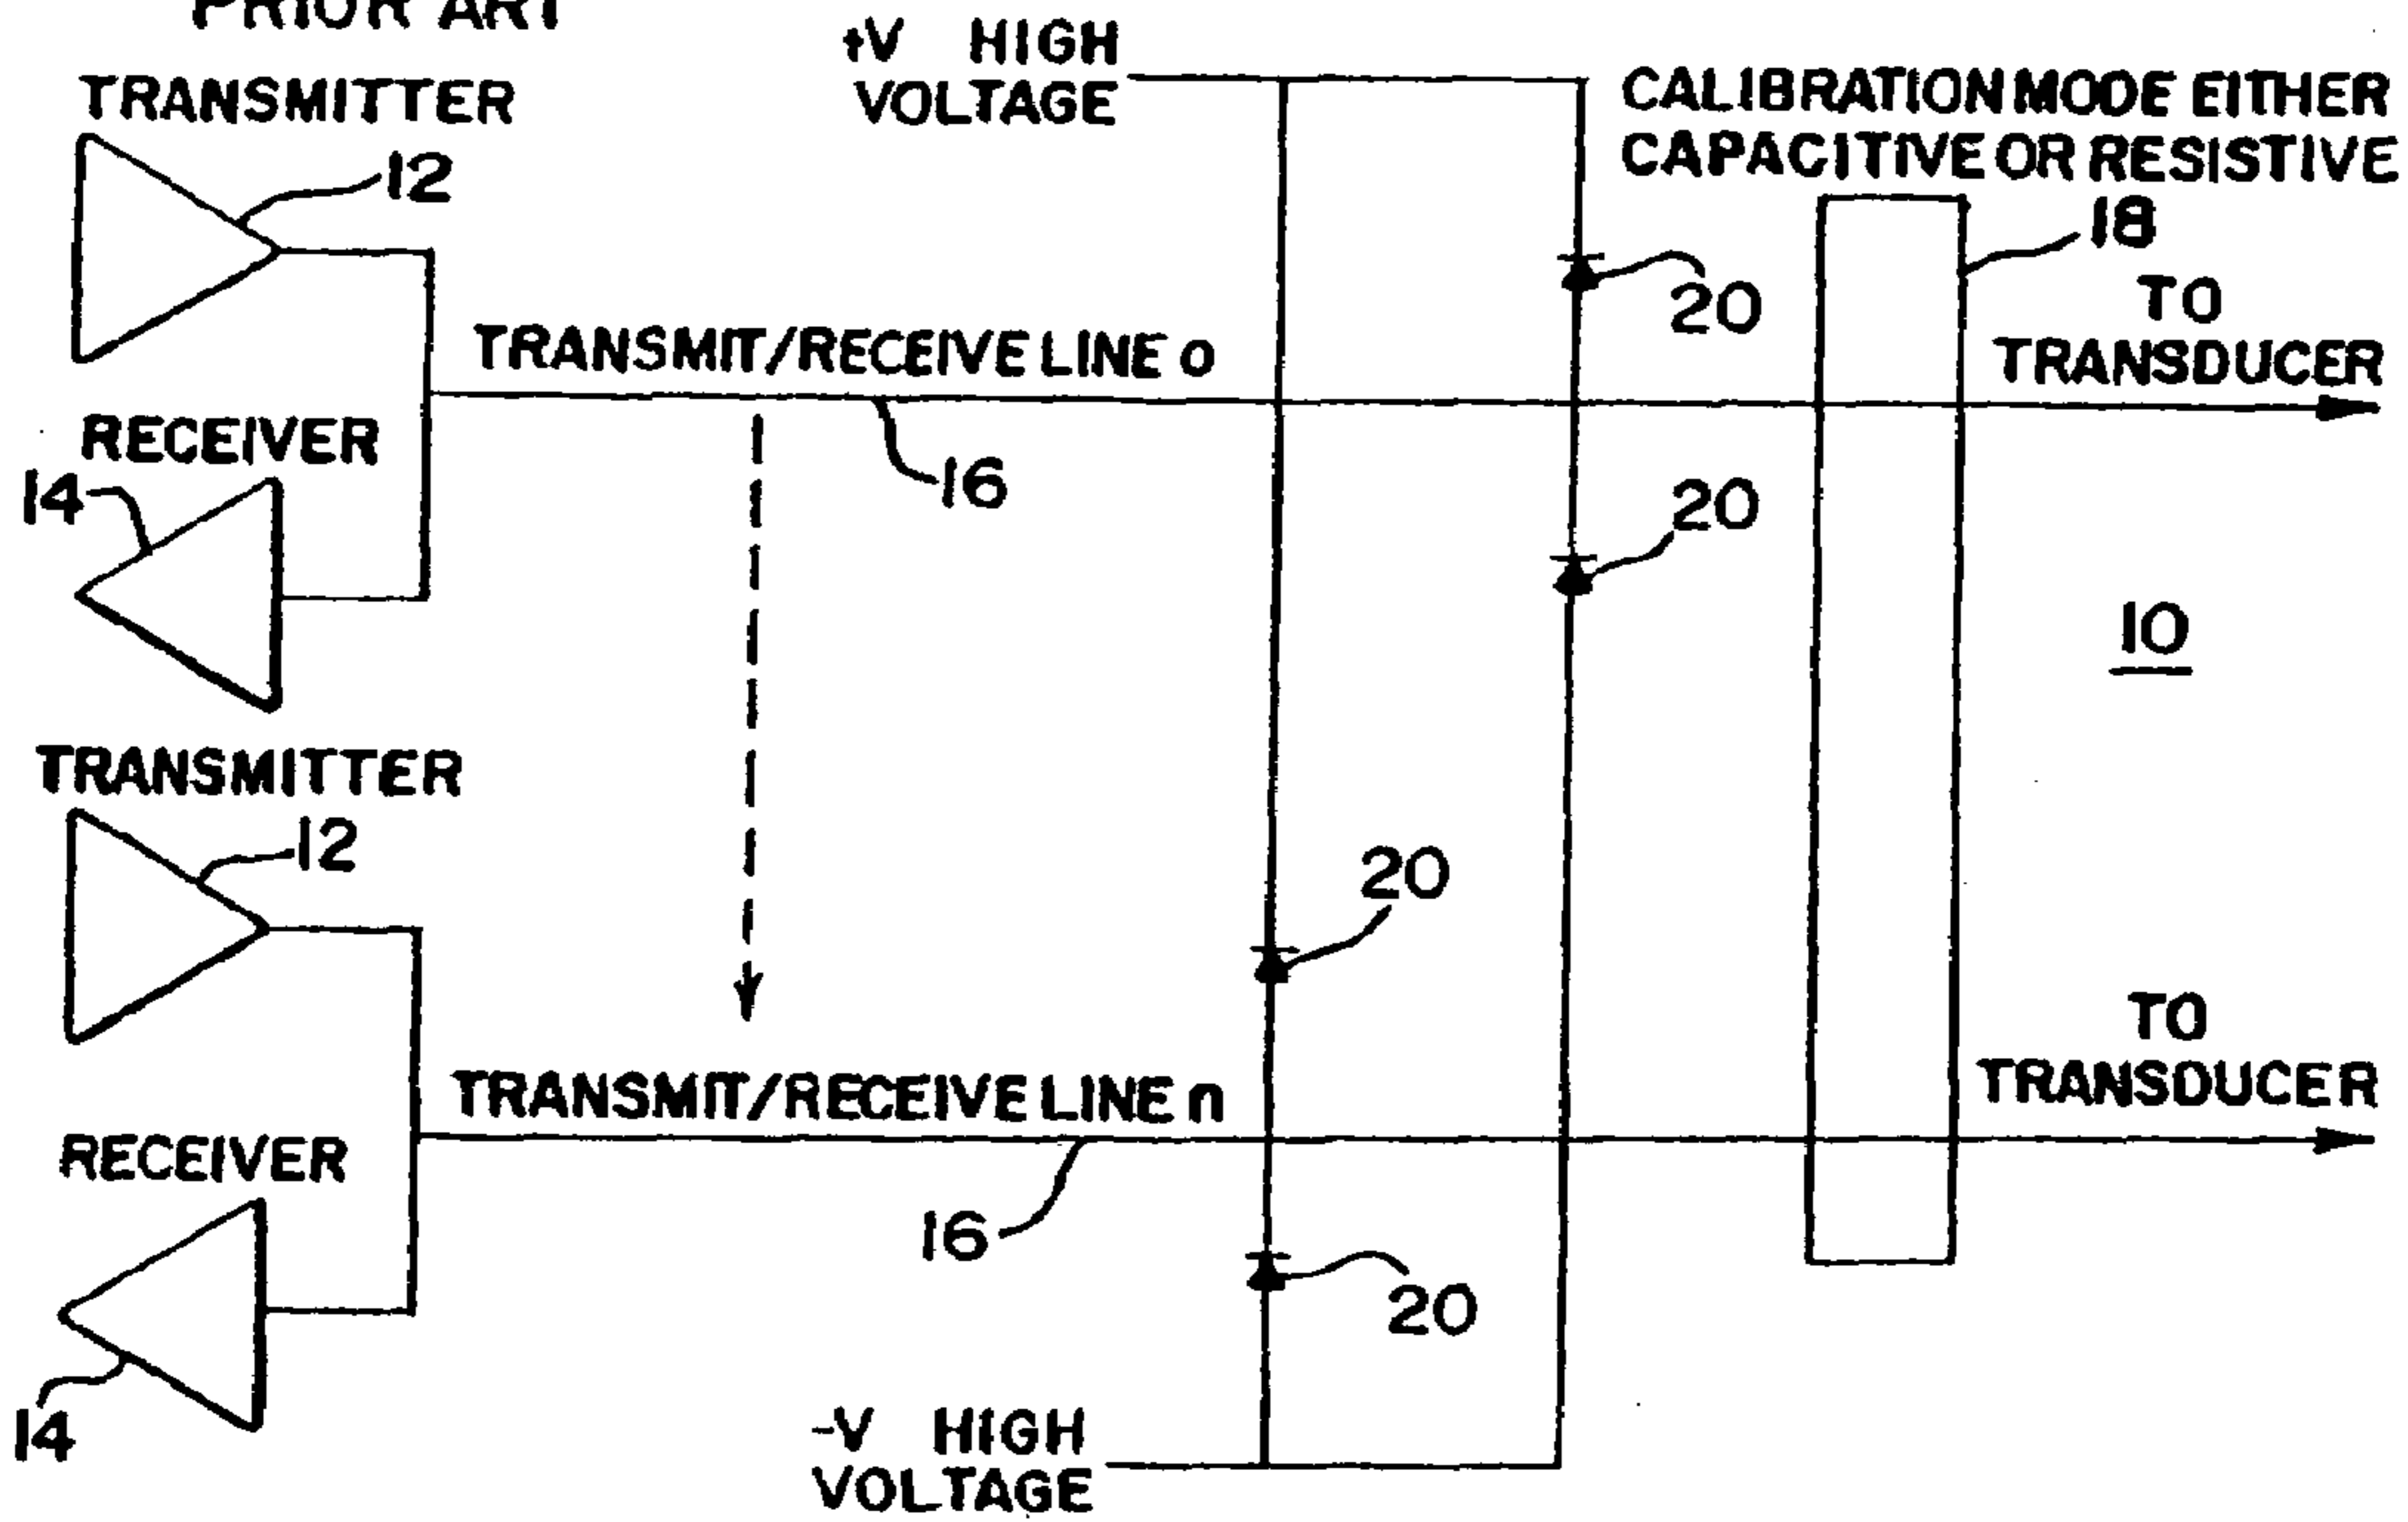 PRIOR ART
TRANSMITTER
12
+V HIGH
VOLTAGE
CALIBRATION MODE EITHER
CAPACITIVE OR RESISTIVE
18
20
TO
TRANSDUCER
TRANSMIT/RECEIVE LINE o
RECEIVER
14
16
20
10
TRANSMITTER
12
20
TO
TRANSDUCER
TRANSMIT/RECEIVE LINE n
RECEIVER
16
20
14
-V HIGH
VOLTAGE